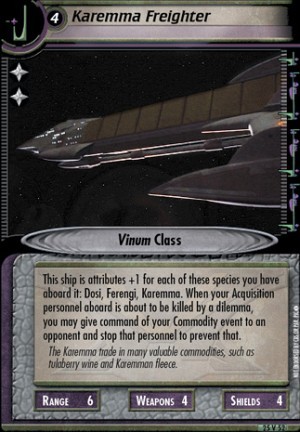 4 Karemma Freighter
Vinum Class
This ship is attributes +1 for each of these species you have
aboard it: Dosi, Ferengi, Karemma. When your Acquisition
personnel aboard is about to be killed by a dilemma,
you may give command of your Commodity event to an
opponent and stop that personnel to prevent that.
The Karemma trade in many valuable commodities, such as
tulaberry wine and Karemman fleece.
RANGE 6 WEAPONS 4 SHIELDS 4